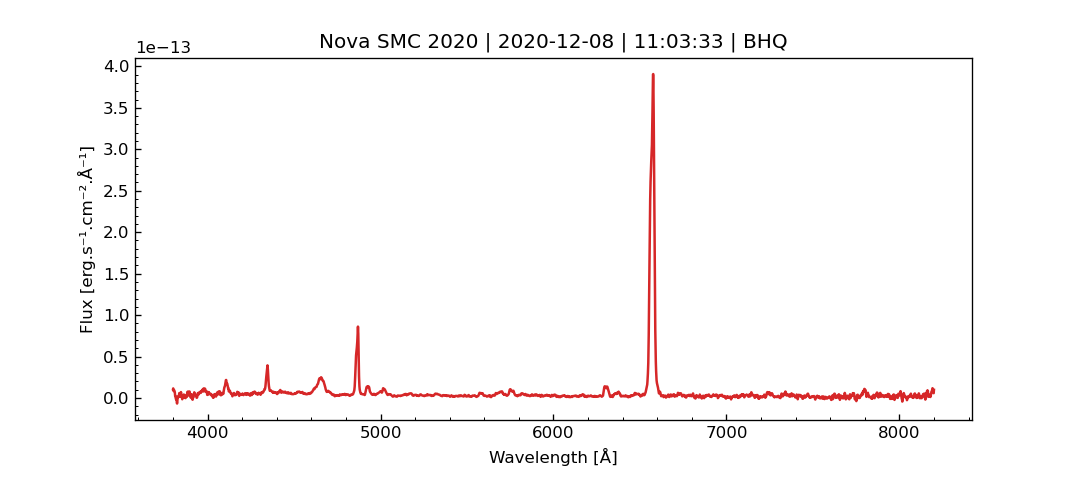 Nova SMC 2020 | 2020-12-08 | 11:03:33 | BHQ
1e−13
4.0
3.5
3.0
2.5
2.0
1.5
1.0
0.5
0.0
Flux [erg.s⁻¹.cm⁻².Å⁻¹]
4000 5000 6000 7000 8000
Wavelength [Å]